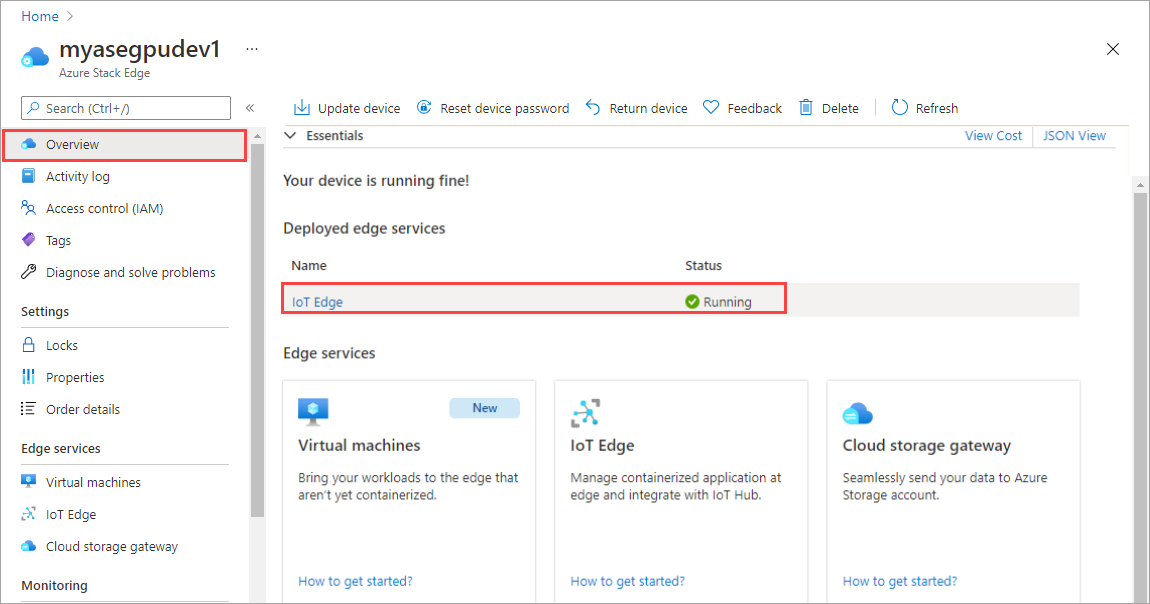 Home
myasegpudev1 ...
Azure Stack Edge
Search (Ctrl+/)
«
Update device
Reset device password
Return device
Feedback
Delete
Refresh
Overview
Activity log
Access control (IAM)
Tags
Diagnose and solve problems
Settings
Locks
Properties
Order details
Edge services
Virtual machines
IoT Edge
Cloud storage gateway
Monitoring
Essentials
View Cost
JSON View
Your device is running fine!
Deployed edge services
Name
Status
IoT Edge
Running
Edge services
New
Virtual machines
Bring your workloads to the edge that
aren't yet containerized.
How to get started?
IoT Edge
Manage containerized application at
edge and integrate with IoT Hub.
How to get started?
Cloud storage gateway
Seamlessly send your data to Azure
Storage account.
How to get started?